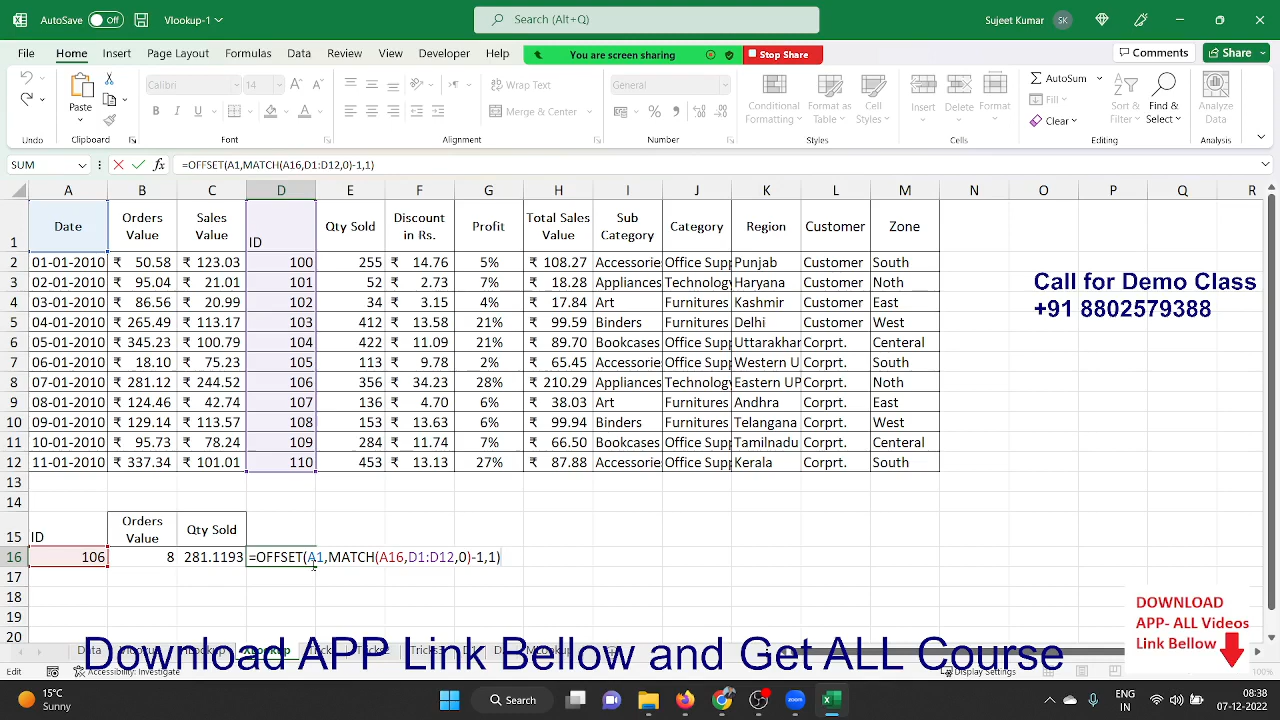 AutoSave Off Vlookup-1 Search (Alt+Q) Sujeet Kumar SK
File Home Insert Page Layout Formulas Data Review View Developer Help You are screen sharing Stop Share Comments Share
Calibri 14 Wrap Text General AutoSum
Paste Merge & Center Conditional Formatting Format as Table Cell Styles Insert Delete Format Fill Sort & Filter Find & Select Analyze Data
Clear
Undo Clipboard Font Alignment Number Styles Cells Editing Analysis
SUM =OFFSET(A1,MATCH(A16,D1:D12,0)-1,1)
A B C D E F G H I J K L M N O P Q R
1 Date Orders Value Sales Value ID Qty Sold Discount in Rs. Profit Total Sales Value Sub Category Category Region Customer Zone
2 01-01-2010 ₹ 50.58 ₹ 123.03 100 255 ₹ 14.76 5% ₹ 108.27 Accessorie Office Supp Punjab Customer South
3 02-01-2010 ₹ 95.04 ₹ 21.01 101 52 ₹ 2.73 7% ₹ 18.28 Appliances Technology Haryana Customer Noth
4 03-01-2010 ₹ 86.56 ₹ 20.99 102 34 ₹ 3.15 4% ₹ 17.84 Art Furnitures Kashmir Customer East
5 04-01-2010 ₹ 265.49 ₹ 113.17 103 412 ₹ 13.58 21% ₹ 99.59 Binders Furnitures Delhi Customer West
6 05-01-2010 ₹ 345.23 ₹ 100.79 104 422 ₹ 11.09 21% ₹ 89.70 Bookcases Office Supp Uttarakhan Corprt. Centeral
7 06-01-2010 ₹ 18.10 ₹ 75.23 105 113 ₹ 9.78 2% ₹ 65.45 Accessorie Office Supp Western U Corprt. South
8 07-01-2010 ₹ 281.12 ₹ 244.52 106 356 ₹ 34.23 28% ₹ 210.29 Appliances Technology Eastern UP Corprt. Noth
9 08-01-2010 ₹ 124.46 ₹ 42.74 107 136 ₹ 4.70 6% ₹ 38.03 Art Furnitures Andhra Corprt. East
10 09-01-2010 ₹ 129.14 ₹ 113.57 108 153 ₹ 13.63 6% ₹ 99.94 Binders Furnitures Telangana Corprt. West
11 10-01-2010 ₹ 95.73 ₹ 78.24 109 284 ₹ 11.74 7% ₹ 66.50 Bookcases Office Supp Tamilnadu Corprt. Centeral
12 11-01-2010 ₹ 337.34 ₹ 101.01 110 453 ₹ 13.13 27% ₹ 87.88 Accessorie Office Supp Kerala Corprt. South
Call for Demo Class
+91 8802579388
13
14
15 ID Orders Value Qty Sold
16 106 8 281.1193 =OFFSET(A1,MATCH(A16,D1:D12,0)-1,1)
17
18
19
20
DOWNLOAD
APP- ALL Videos
Link Bellow
Download APP Link Bellow and Get ALL Course
Edit Accessibility: Investigate Display Settings 100%
15°C
Sunny
Search
ENG
IN
08:38
07-12-2022